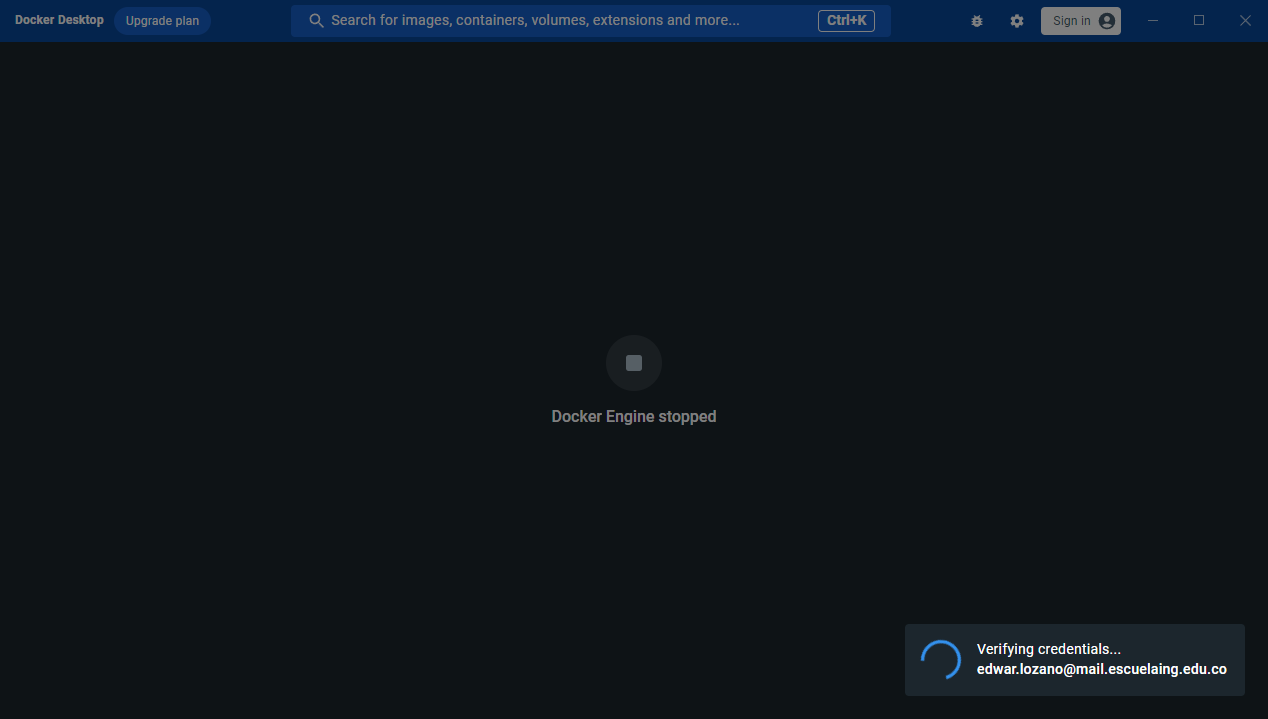 Docker Desktop
Upgrade plan
Search for images, containers, volumes, extensions and more...
Ctrl+K
Sign in
Docker Engine stopped
Verifying credentials...
edwar.lozano@mail.escuelaing.edu.co